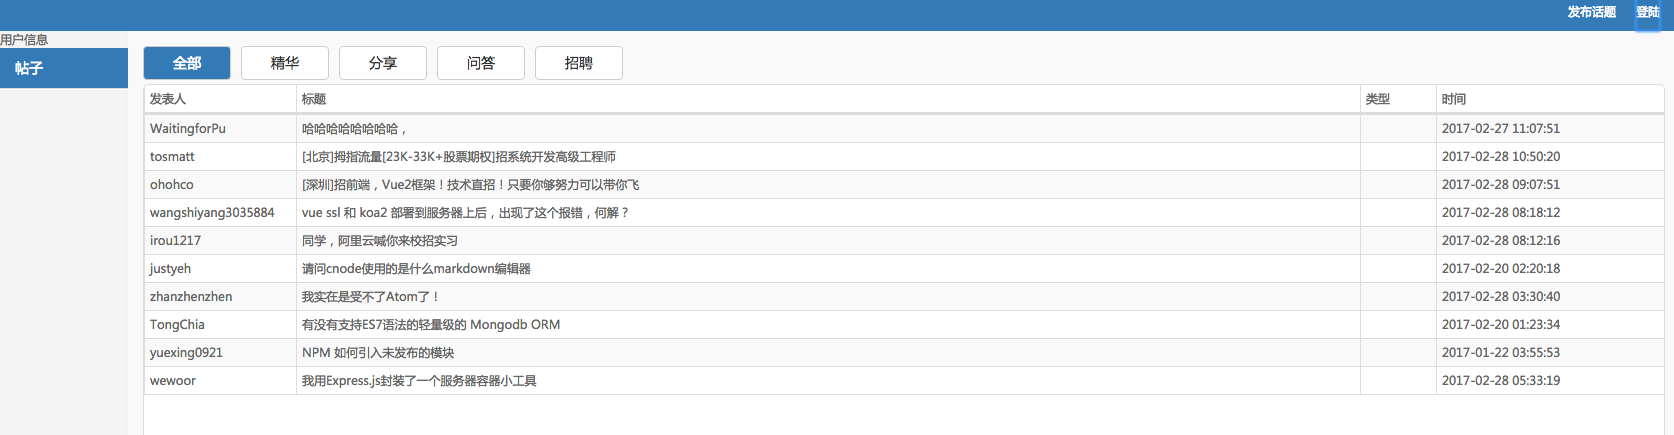 发布话题 登陆
用户信息
帖子
全部 精华 分享 问答 招聘
发表人 标题 类型 时间
WaitingforPu 哈哈哈哈哈哈哈哈， 2017-02-27 11:07:51
tosmatt [北京]拇指流量[23K-33K+股票期权]招系统开发高级工程师 2017-02-28 10:50:20
ohohco [深圳]招前端，Vue2框架！技术直招！只要你够努力可以带你飞 2017-02-28 09:07:51
wangshiyang3035884 vue ssl 和 koa2 部署到服务器上后，出现了这个报错，何解？ 2017-02-28 08:18:12
irou1217 同学，阿里云喊你来校招实习 2017-02-28 08:12:16
justyeh 请问cnode使用的是什么markdown编辑器 2017-02-20 02:20:18
zhanzhenzhen 我实在是受不了Atom了！ 2017-02-28 03:30:40
TongChia 有没有支持ES7语法的轻量级的 Mongodb ORM 2017-02-20 01:23:34
yuexing0921 NPM 如何引入未发布的模块 2017-01-22 03:55:53
wewoor 我用Express.js封装了一个服务器容器小工具 2017-02-28 05:33:19